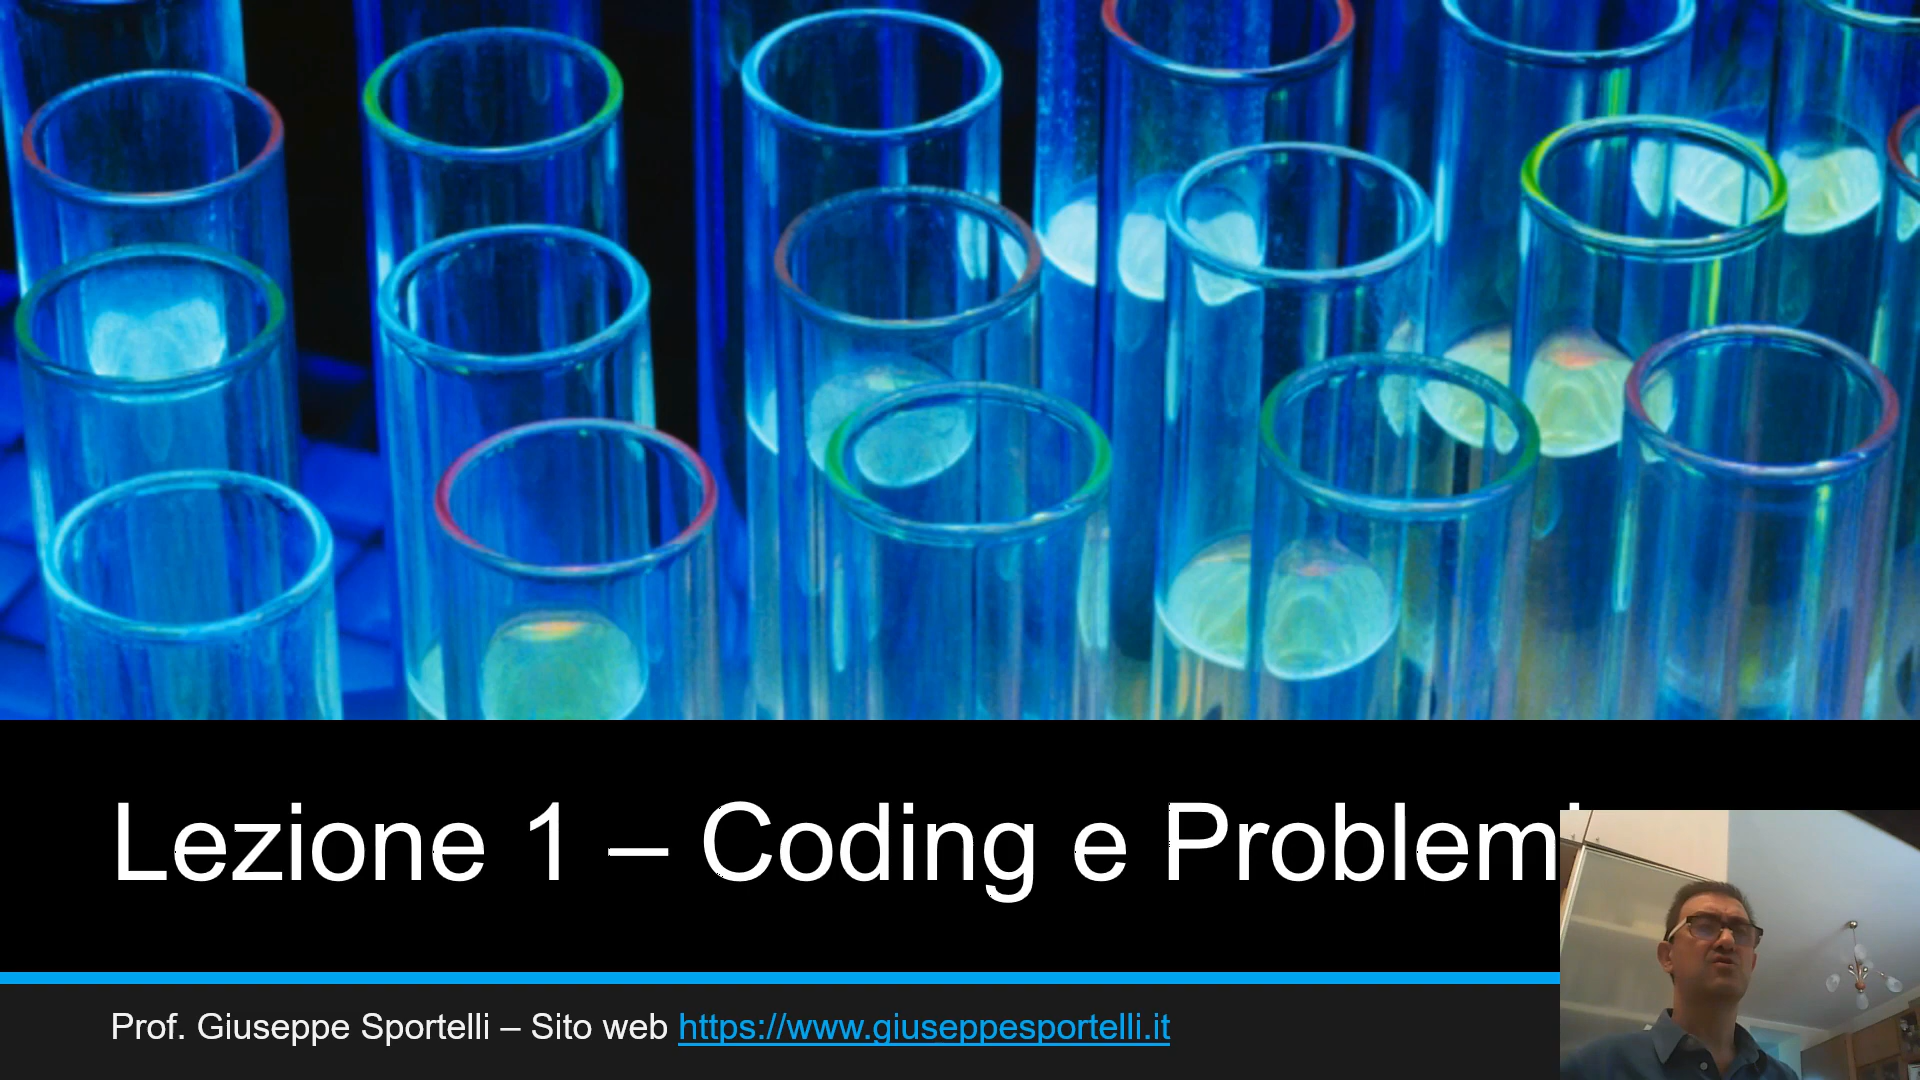 Lezione 1 – Coding e Problem
Prof. Giuseppe Sportelli – Sito web https://www.giuseppesportelli.it